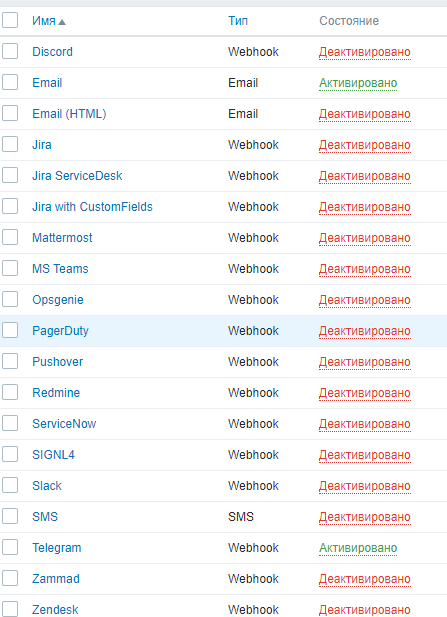 Имя Тип Состояние
Discord Webhook Деактивировано
Email Email Активировано
Email (HTML) Email Деактивировано
Jira Webhook Деактивировано
Jira ServiceDesk Webhook Деактивировано
Jira with CustomFields Webhook Деактивировано
Mattermost Webhook Деактивировано
MS Teams Webhook Деактивировано
Opsgenie Webhook Деактивировано
PagerDuty Webhook Деактивировано
Pushover Webhook Деактивировано
Redmine Webhook Деактивировано
ServiceNow Webhook Деактивировано
SIGNL4 Webhook Деактивировано
Slack Webhook Деактивировано
SMS SMS Деактивировано
Telegram Webhook Активировано
Zammad Webhook Деактивировано
Zendesk Webhook Деактивировано